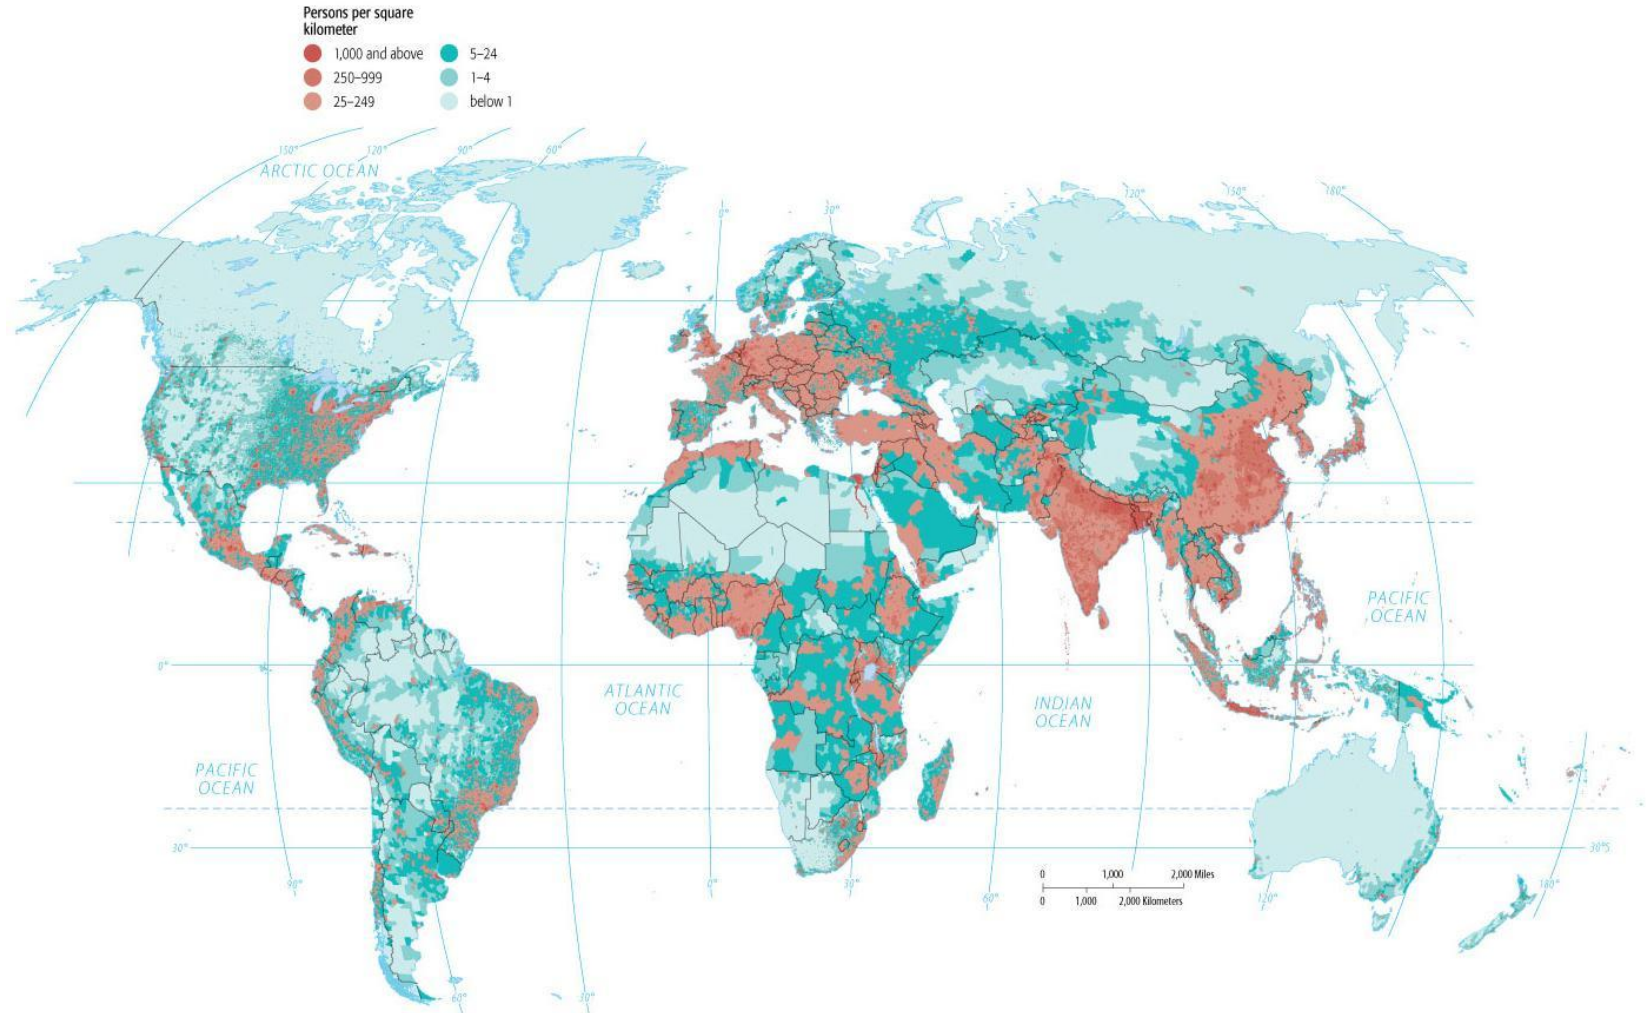 Persons per square
kilometer
1,000 and above
5–24
250–999
1–4
25–249
below 1
150°
120°
90°
60°
ARCTIC OCEAN
0°
30°
120°
150°
180°
PACIFIC
OCEAN
0°
ATLANTIC
OCEAN
INDIAN
OCEAN
PACIFIC
OCEAN
30°
30°S
0
1,000
2,000 Miles
0
1,000
2,000 Kilometers
90°
0°
30°
60°
120°
180°
60°
30°